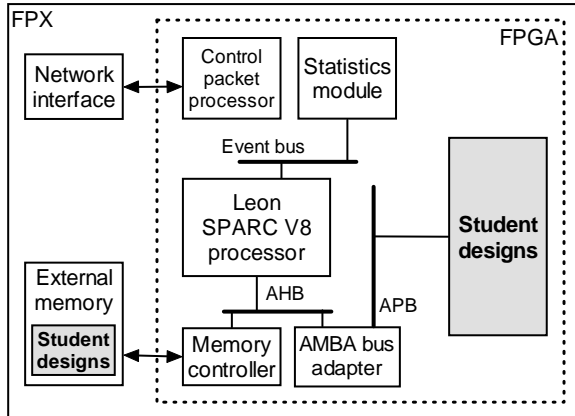 FPX
FPGA
Network
interface
Control
packet
processor
Statistics
module
Event bus
Leon
SPARC V8
processor
Student
designs
External
memory
Student
designs
AHB
APB
Memory
controller
AMBA bus
adapter